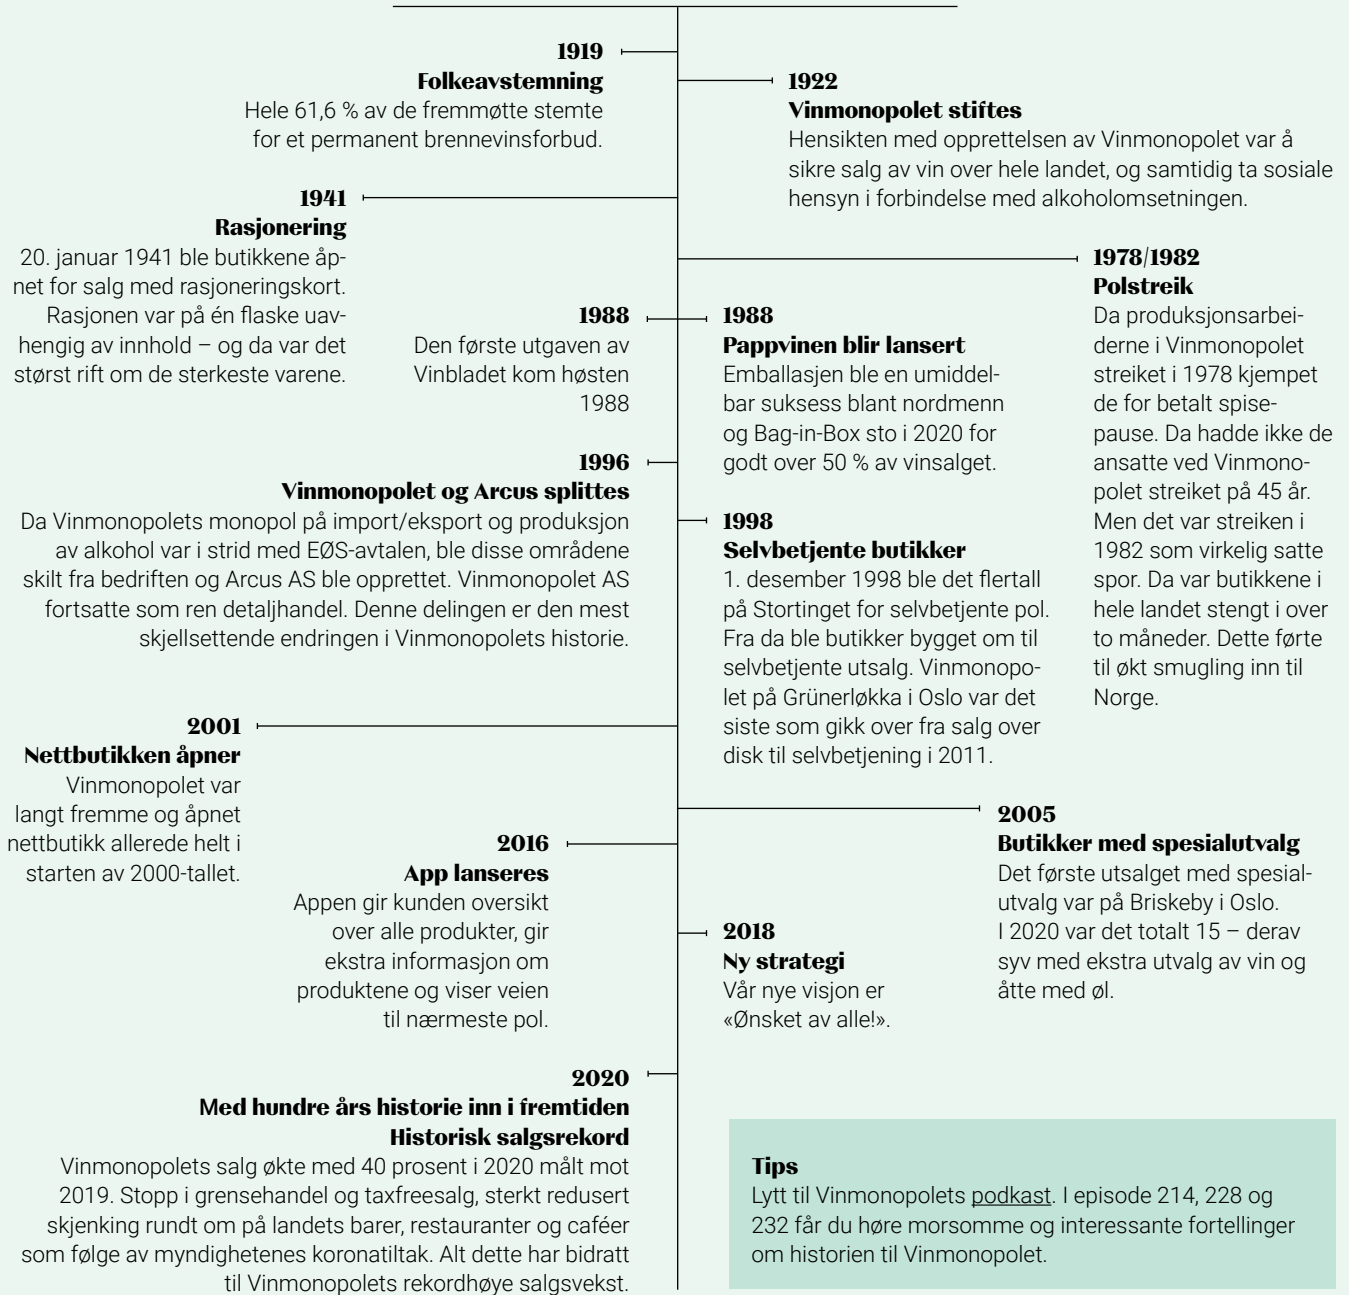 1919
Folkeavstemning
Hele 61,6 % av de fremmøtte stemte
for et permanent brennevinsforbud.
1922
Vinmonopolet stiftes
Hensikten med opprettelsen av Vinmonopolet var å
sikre salg av vin over hele landet, og samtidig ta sosiale
hensyn i forbindelse med alkoholomsetningen.
1941
Rasjonering
20. januar 1941 ble butikkene åp-
net for salg med rasjoneringskort.
Rasjonen var på én flaske uav-
hengig av innhold – og da var det
størst rift om de sterkeste varene.
1978/1982
Polstreik
Da produksjonsarbei-
derne i Vinmonopolet
streiket i 1978 kjempet
de for betalt spise-
pause. Da hadde ikke de
ansatte ved Vinmono-
polet streiket på 45 år.
Men det var streiken i
1982 som virkelig satte
spor. Da var butikkene i
hele landet stengt i over
to måneder. Dette førte
til økt smugling inn til
Norge.
1988
Den første utgaven av
Vinbladet kom høsten
1988
1988
Pappvinen blir lansert
Emballasjen ble en umiddel-
bar suksess blant nordmenn
og Bag-in-Box sto i 2020 for
godt over 50 % av vinsalget.
1996
Vinmonopolet og Arcus splittes
Da Vinmonopolets monopol på import/eksport og produksjon
av alkohol var i strid med EØS-avtalen, ble disse områdene
skilt fra bedriften og Arcus AS ble opprettet. Vinmonopolet AS
fortsatte som ren detaljhandel. Denne delingen er den mest
skjellsettende endringen i Vinmonopolets historie.
1998
Selvbetjente butikker
1. desember 1998 ble det flertall
på Stortinget for selvbetjente pol.
Fra da ble butikker bygget om til
selvbetjente utsalg. Vinmonopo-
let på Grünerløkka i Oslo var det
siste som gikk over fra salg over
disk til selvbetjening i 2011.
2001
Nettbutikken åpner
Vinmonopolet var
langt fremme og åpnet
nettbutikk allerede helt i
starten av 2000-tallet.
2005
Butikker med spesialutvalg
Det første utsalget med spesial-
utvalg var på Briskeby i Oslo.
I 2020 var det totalt 15 – derav
syv med ekstra utvalg av vin og
åtte med øl.
2016
App lanseres
Appen gir kunden oversikt
over alle produkter, gir
ekstra informasjon om
produktene og viser veien
til nærmeste pol.
2018
Ny strategi
Vår nye visjon er
«Ønsket av alle!».
2020
Med hundre års historie inn i fremtiden
Historisk salgsrekord
Vinmonopolets salg økte med 40 prosent i 2020 målt mot
2019. Stopp i grensehandel og taxfreesalg, sterkt redusert
skjenking rundt om på landets barer, restauranter og caféer
som følge av myndighetenes koronatiltak. Alt dette har bidratt
til Vinmonopolets rekordhøye salgsvekst.
Tips
Lytt til Vinmonopolets podkast. I episode 214, 228 og
232 får du høre morsomme og interessante fortellinger
om historien til Vinmonopolet.